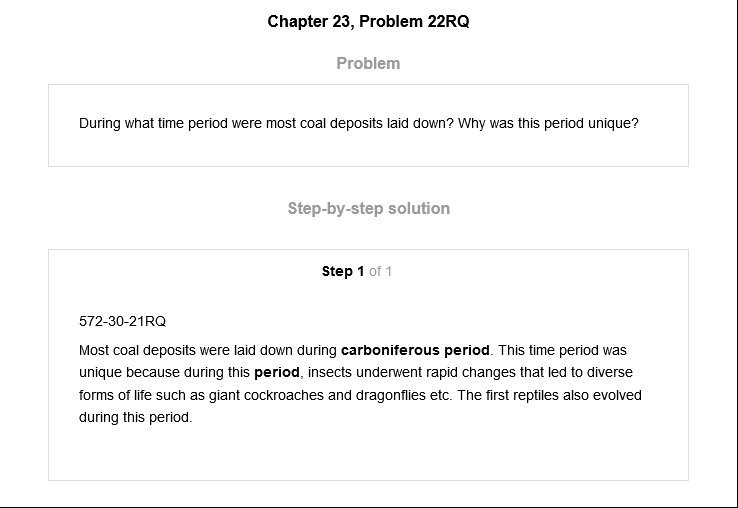 Chapter 23, Problem 22RQ
Problem
During what time period were most coal deposits laid down? Why was this period unique?
Step-by-step solution
Step 1 of 1
572-30-21RQ
Most coal deposits were laid down during carboniferous period. This time period was
unique because during this period, insects underwent rapid changes that led to diverse
forms of life such as giant cockroaches and dragonflies etc. The first reptiles also evolved
during this period.